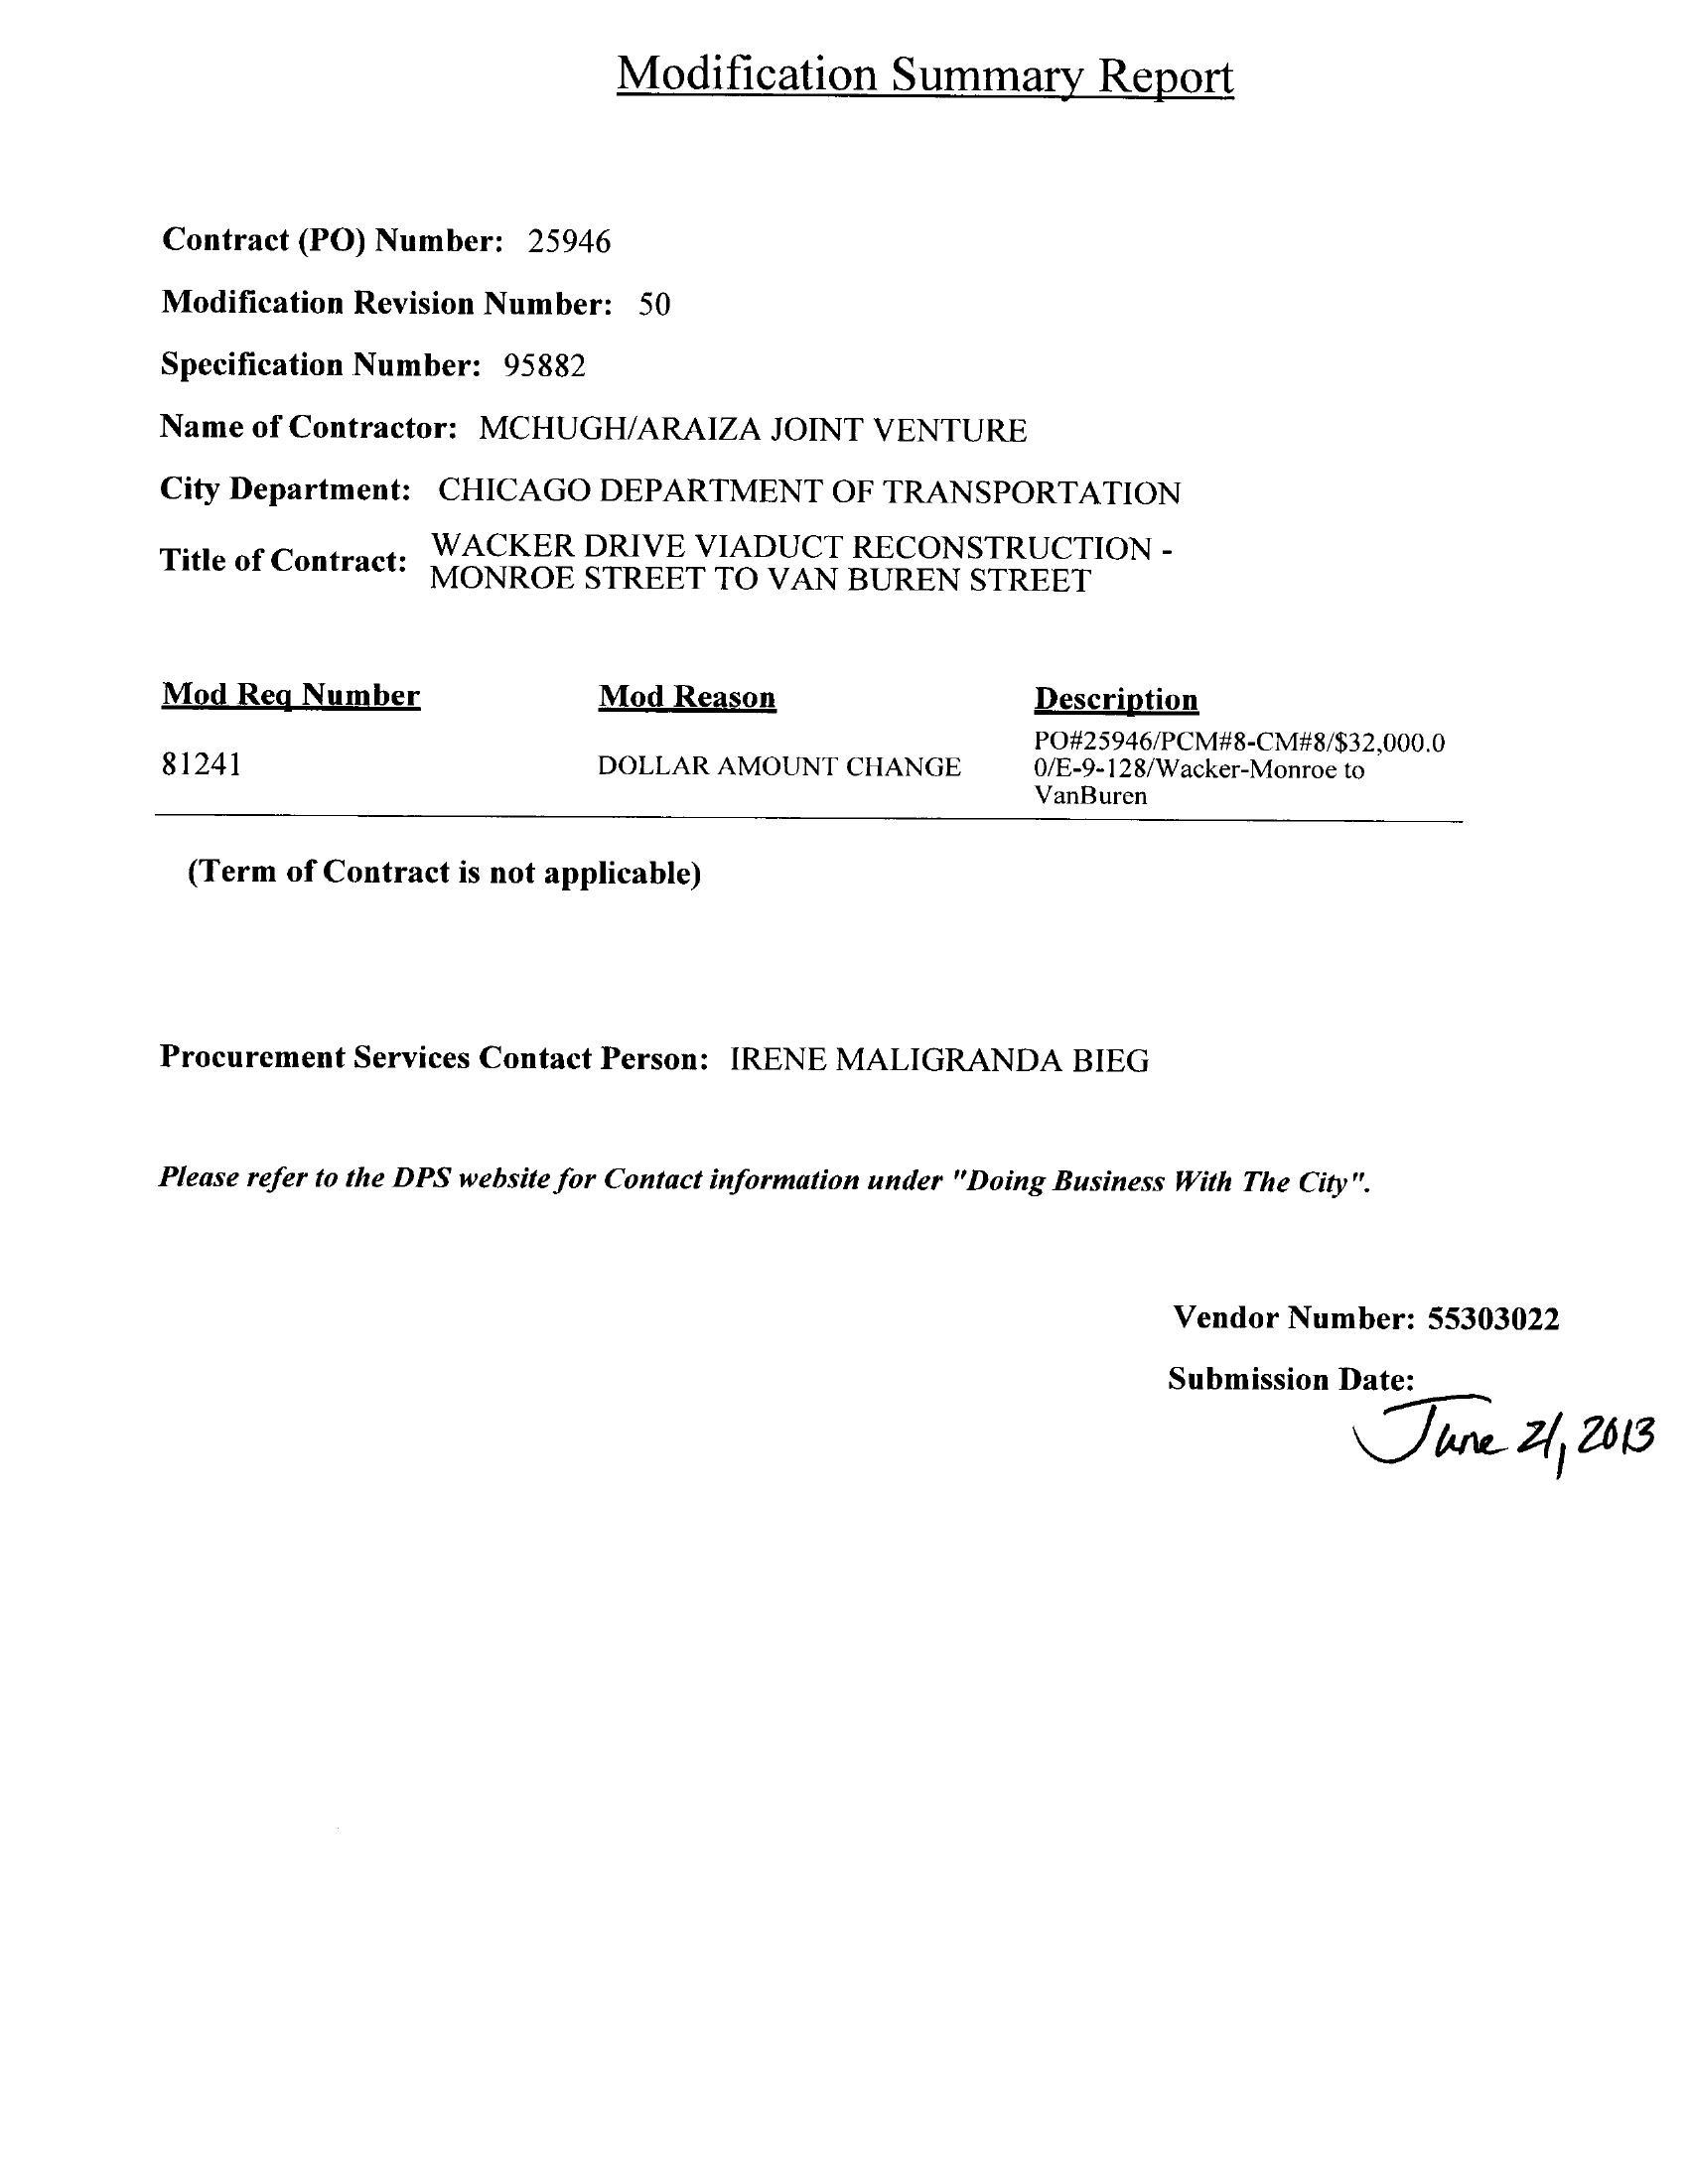 Modification Summary Report
Contract (PO) Number: 25946
Modification Revision Number: 50
Specification Number: 95882
Name of Contractor: MCHUGH/ARAIZA JOINT VENTURE
City Department: CHICAGO DEPARTMENT OF TRANSPORTATION
Title of Contract: WACKER DRIVE VIADUCT RECONSTRUCTION -
MONROE STREET TO VAN BUREN STREET
Mod Req Number Mod Reason Description
81241 DOLLAR AMOUNT CHANGE PO#25946/PCM#8-CM#8/$32,000.0
0/E-9-128/Wacker-Monroe to
VanBuren
(Term of Contract is not applicable)
Procurement Services Contact Person: IRENE MALIGRANDA BIEG
Please refer to the DPS website for Contact information under "Doing Business With The City".
Vendor Number: 55303022
Submission Date:
June 21, 2013